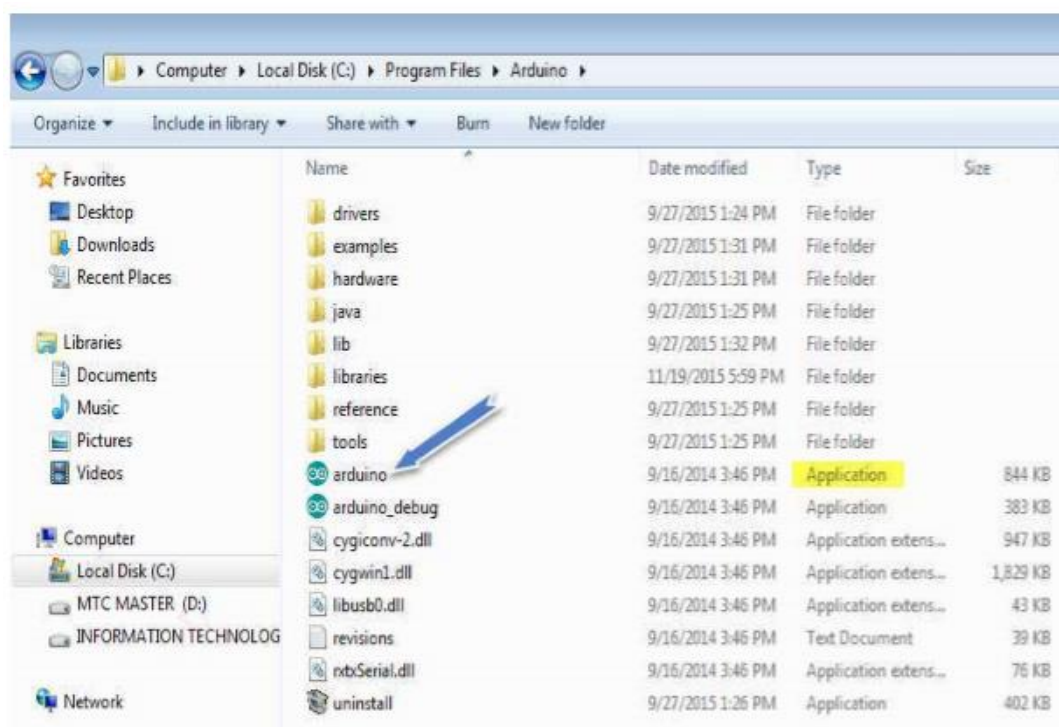 Computer Local Disk (C:) Program Files Arduino
Organize Include in library Share with Burn New folder
Favorites
Desktop
Downloads
Recent Places
Libraries
Documents
Music
Pictures
Videos
Computer
Local Disk (C:)
MTC MASTER (D:)
INFORMATION TECHNOLOG
Network
Name Date modified Type Size
drivers 9/27/2015 1:24 PM File folder
examples 9/27/2015 1:31 PM File folder
hardware 9/27/2015 1:31 PM File folder
java 9/27/2015 1:25 PM File folder
lib 9/27/2015 1:32 PM File folder
libraries 11/19/2015 5:59 PM File folder
reference 9/27/2015 1:25 PM File folder
tools 9/27/2015 1:25 PM File folder
arduino 9/16/2014 3:46 PM Application 844 KB
arduino_debug 9/16/2014 3:46 PM Application 383 KB
cygiconv-2.dll 9/16/2014 3:46 PM Application extens... 947 KB
cygwin1.dll 9/16/2014 3:46 PM Application extens... 1,829 KB
libusb0.dll 9/16/2014 3:46 PM Application extens... 43 KB
revisions 9/16/2014 3:46 PM Text Document 39 KB
rxtxSerial.dll 9/16/2014 3:46 PM Application extens... 76 KB
uninstall 9/27/2015 1:26 PM Application 402 KB